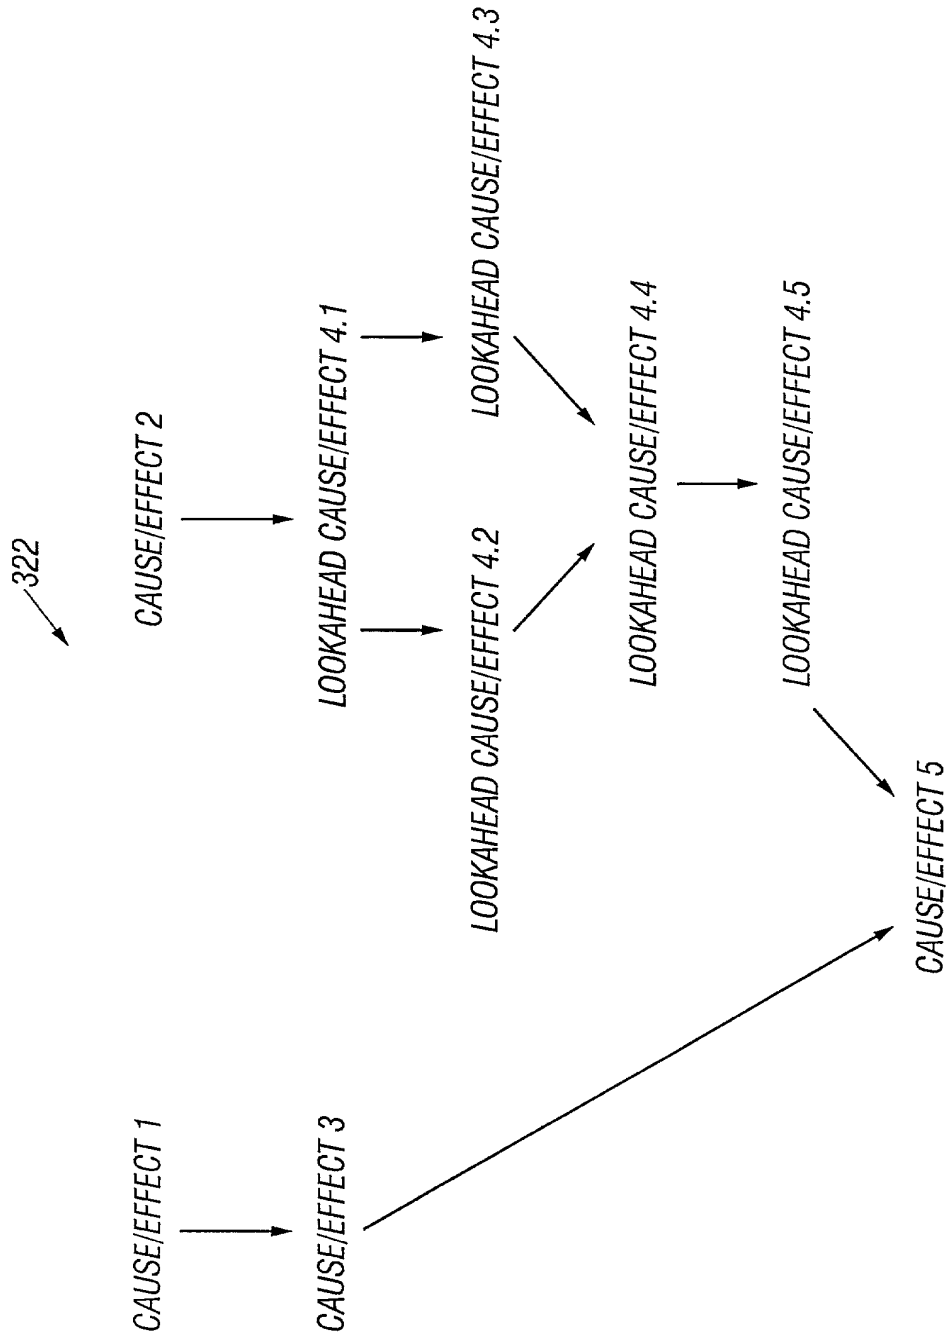 322
CAUSE/EFFECT 1
CAUSE/EFFECT 2
CAUSE/EFFECT 3
LOOKAHEAD CAUSE/EFFECT 4.1
LOOKAHEAD CAUSE/EFFECT 4.2
LOOKAHEAD CAUSE/EFFECT 4.3
LOOKAHEAD CAUSE/EFFECT 4.4
LOOKAHEAD CAUSE/EFFECT 4.5
CAUSE/EFFECT 5